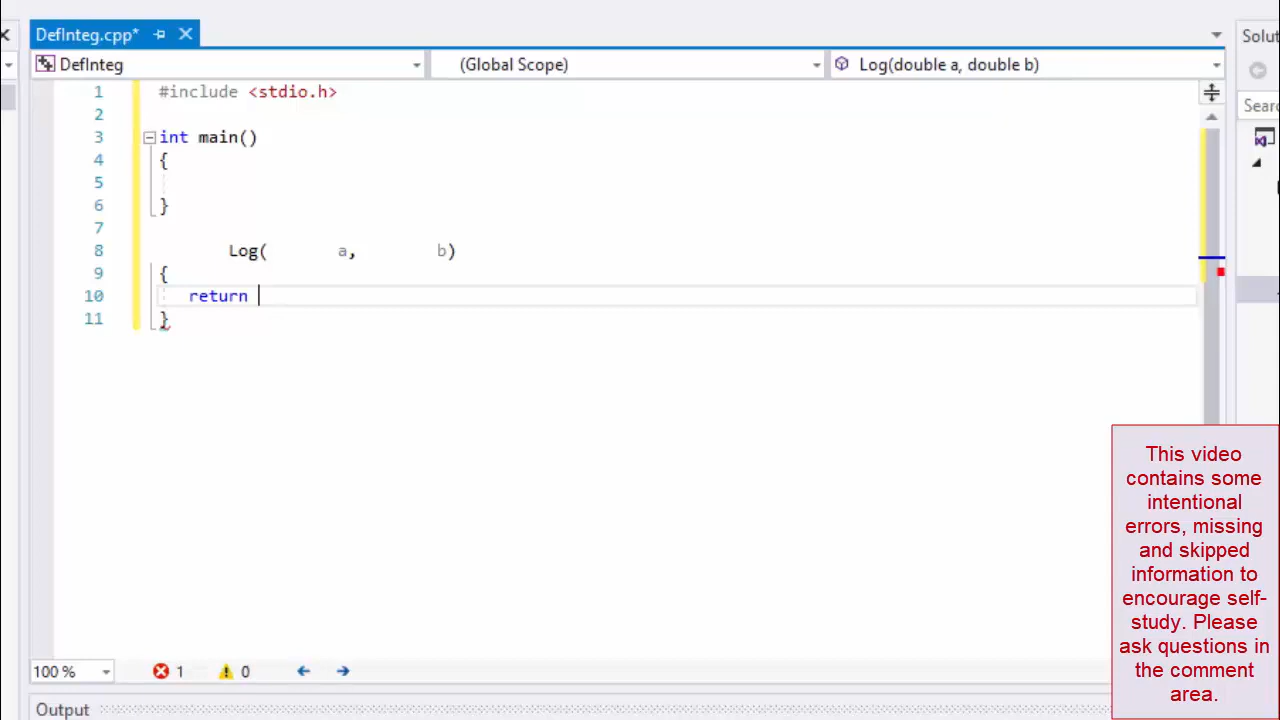 DefInteg.cpp*
Solut
DefInteg (Global Scope) Log(double a, double b)
1 #include <stdio.h>
2
3 int main()
4 {
5
6 }
7
8 Log( a, b)
9 {
10 return
11 }
Sear
This video
contains some
intentional
errors, missing
and skipped
information to
encourage self-
study. Please
ask questions in
the comment
area.
100 % 1 0
Output